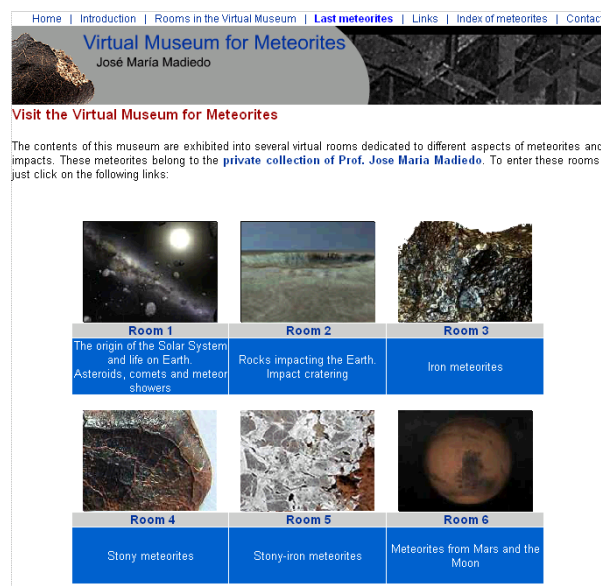 Home | Introduction | Rooms in the Virtual Museum | Last meteorites | Links | Index of meteorites | Contac
Virtual Museum for Meteorites
José María Madiedo
Visit the Virtual Museum for Meteorites
The contents of this museum are exhibited into several virtual rooms dedicated to different aspects of meteorites and
impacts. These meteorites belong to the private collection of Prof. Jose Maria Madiedo. To enter these rooms
just click on the following links:
Room 1
The origin of the Solar System
and life on Earth.
Asteroids, comets and meteor
showers
Room 2
Rocks impacting the Earth.
Impact cratering
Room 3
Iron meteorites
Room 4
Stony meteorites
Room 5
Stony-iron meteorites
Room 6
Meteorites from Mars and the
Moon